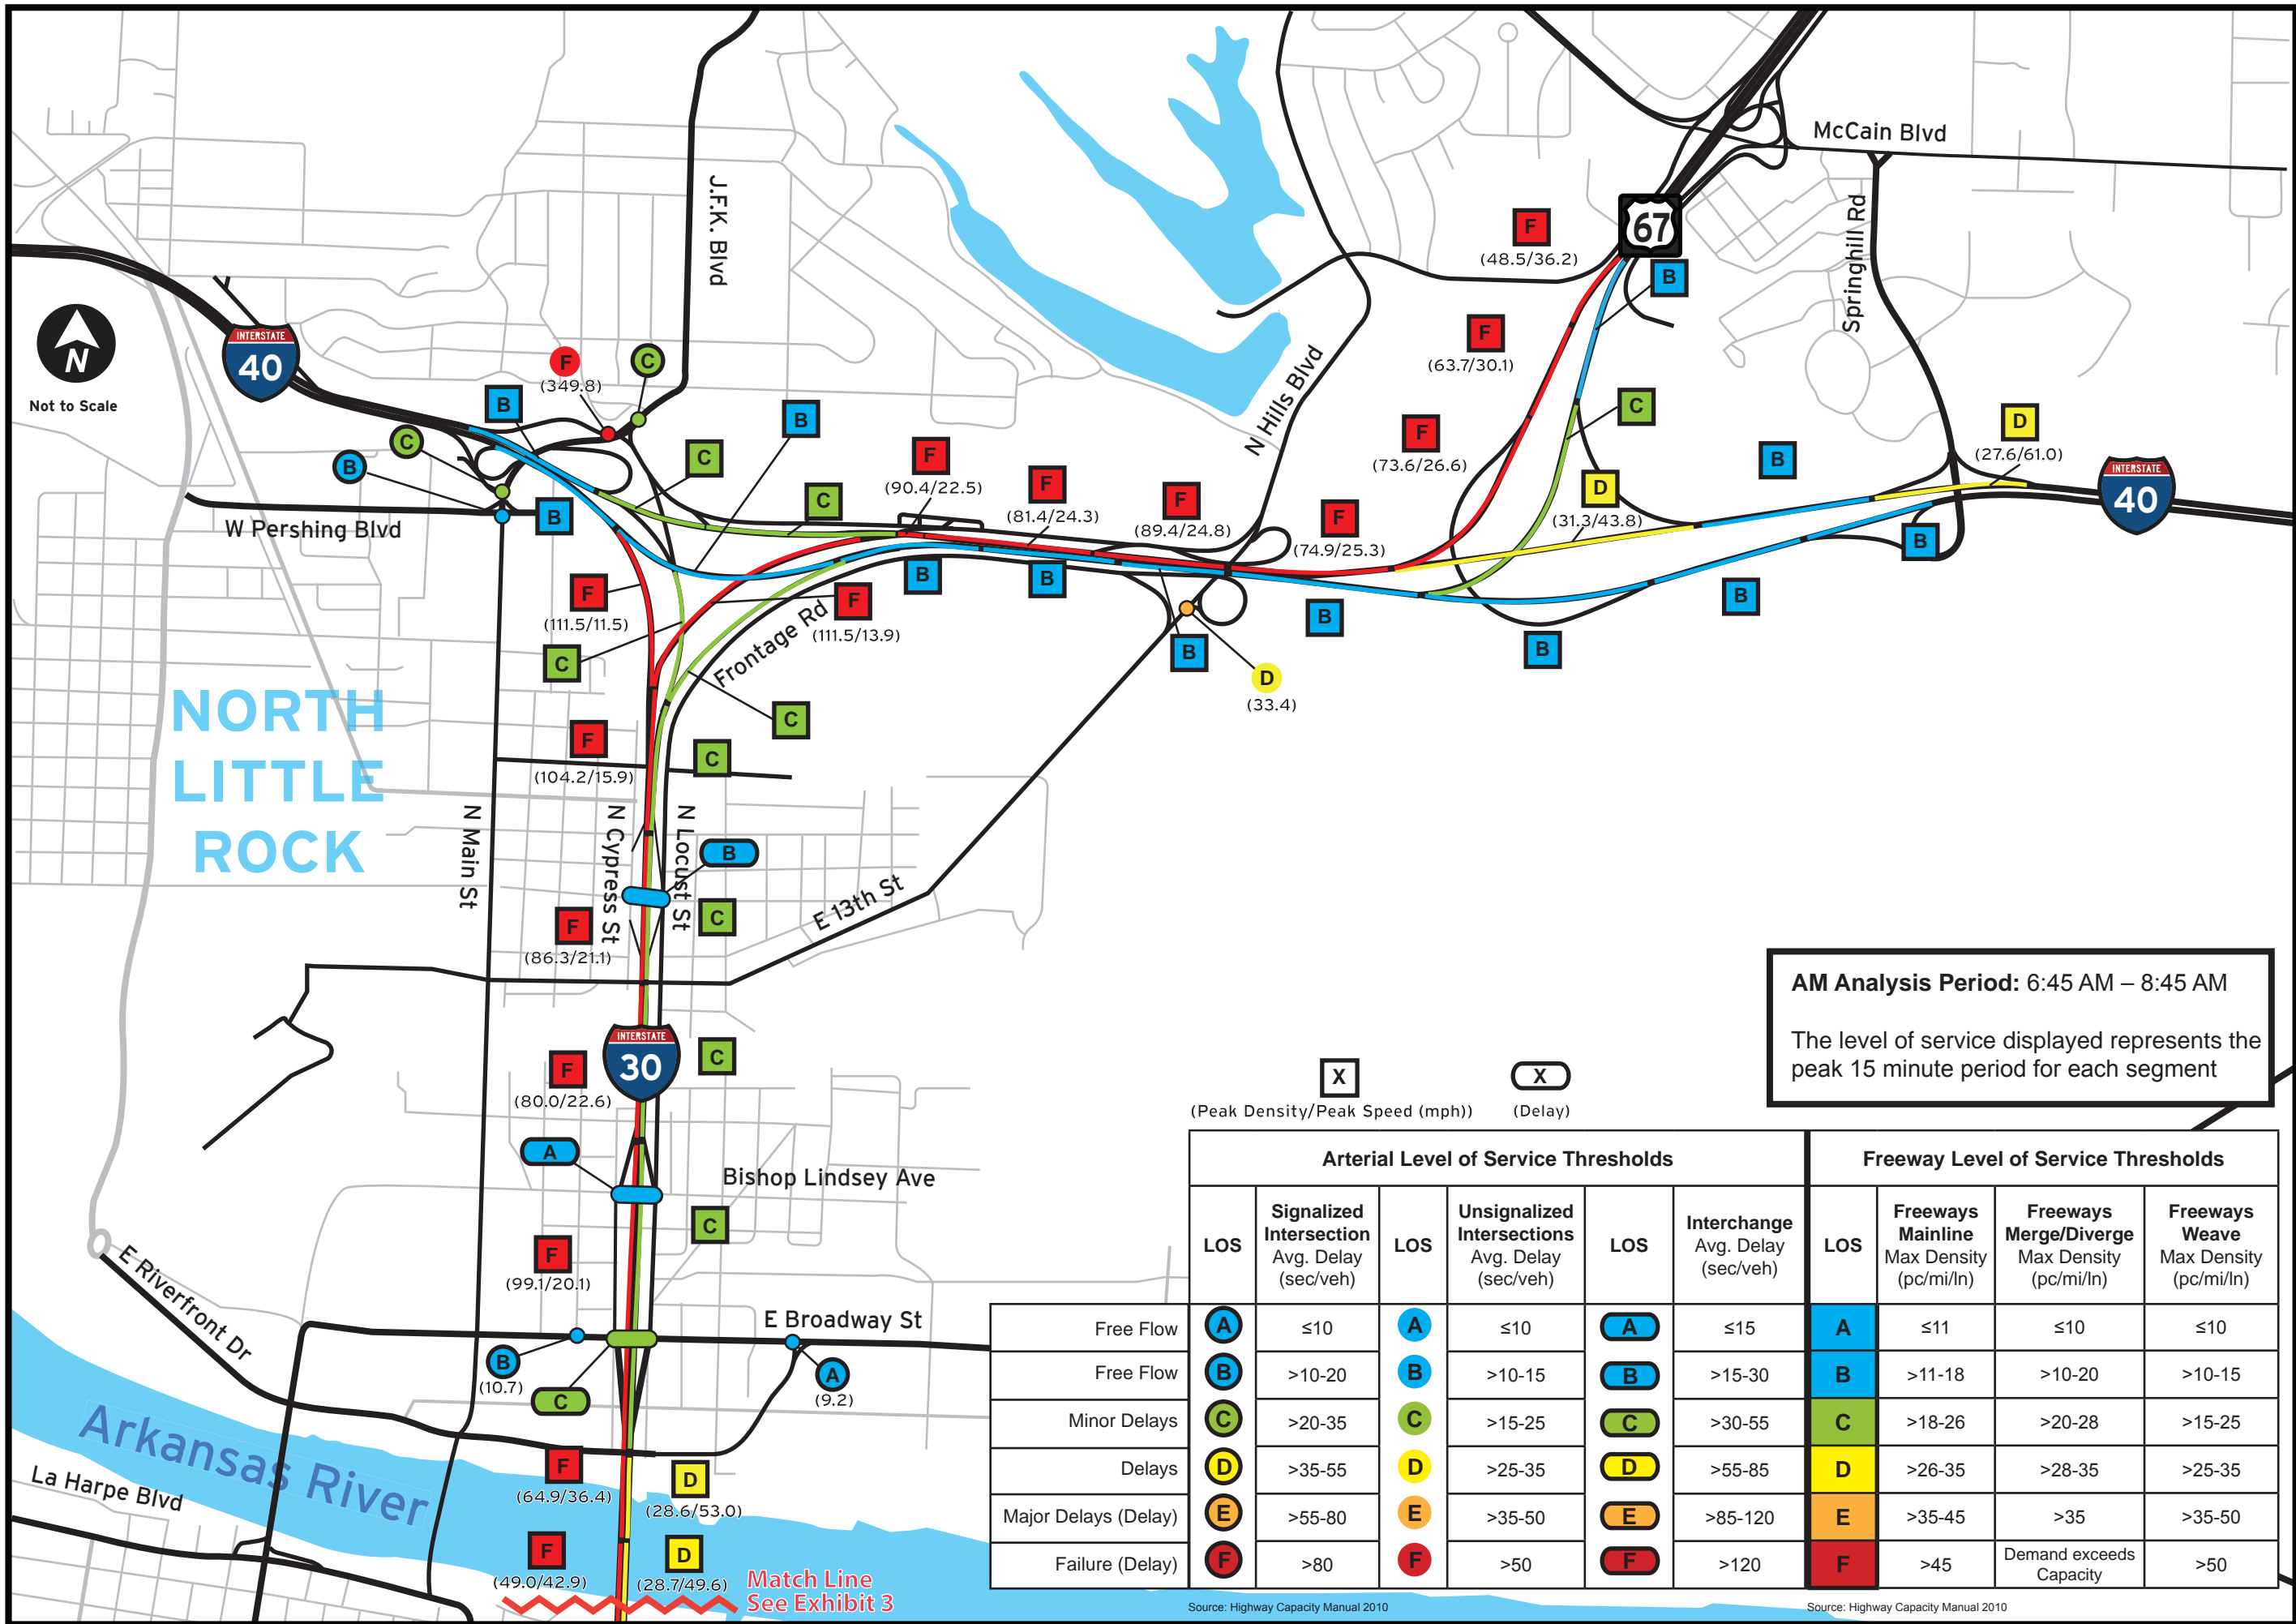 McCain Blvd
J.F.K. Blvd
67
F
(48.5/36.2)
B
Springhill Rd
N
Not to Scale
INTERSTATE
40
F
(349.8)
C
F
(63.7/30.1)
N Hills Blvd
B
B
C
C
D
(27.6/61.0)
C
B
C
F
(90.4/22.5)
F
(73.6/26.6)
B
INTERSTATE
40
F
(81.4/24.3)
F
(89.4/24.8)
D
(31.3/43.8)
C
B
W Pershing Blvd
F
(74.9/25.3)
B
F
(111.5/11.5)
F
(111.5/13.9)
B
B
B
B
B
B
Frontage Rd
C
D
(33.4)
NORTH
LITTLE
ROCK
C
F
(104.2/15.9)
C
N Main St
N Cypress St
N Locust St
B
E 13th St
C
F
(86.3/21.1)
INTERSTATE
30
C
F
(80.0/22.6)
A
Bishop Lindsey Ave
C
F
(99.1/20.1)
E Riverfront Dr
E Broadway St
B
(10.7)
C
A
(9.2)
Arkansas River
La Harpe Blvd
F
(64.9/36.4)
D
(28.6/53.0)
F
(49.0/42.9)
D
(28.7/49.6)
Match Line
See Exhibit 3
AM Analysis Period: 6:45 AM – 8:45 AM
The level of service displayed represents the
peak 15 minute period for each segment
X
(Peak Density/Peak Speed (mph))
X
(Delay)
Arterial Level of Service Thresholds
Freeway Level of Service Thresholds
LOS
Signalized
Intersection
Avg. Delay
(sec/veh)
LOS
Unsignalized
Intersections
Avg. Delay
(sec/veh)
LOS
Interchange
Avg. Delay
(sec/veh)
LOS
Freeways
Mainline
Max Density
(pc/mi/ln)
Freeways
Merge/Diverge
Max Density
(pc/mi/ln)
Freeways
Weave
Max Density
(pc/mi/ln)
Free Flow A ≤10 A ≤10 A ≤15 A ≤11 ≤10 ≤10
Free Flow B >10-20 B >10-15 B >15-30 B >11-18 >10-20 >10-15
Minor Delays C >20-35 C >15-25 C >30-55 C >18-26 >20-28 >15-25
Delays D >35-55 D >25-35 D >55-85 D >26-35 >28-35 >25-35
Major Delays (Delay) E >55-80 E >35-50 E >85-120 E >35-45 >35 >35-50
Failure (Delay) F >80 F >50 F >120 F >45 Demand exceeds Capacity >50
Source: Highway Capacity Manual 2010
Source: Highway Capacity Manual 2010